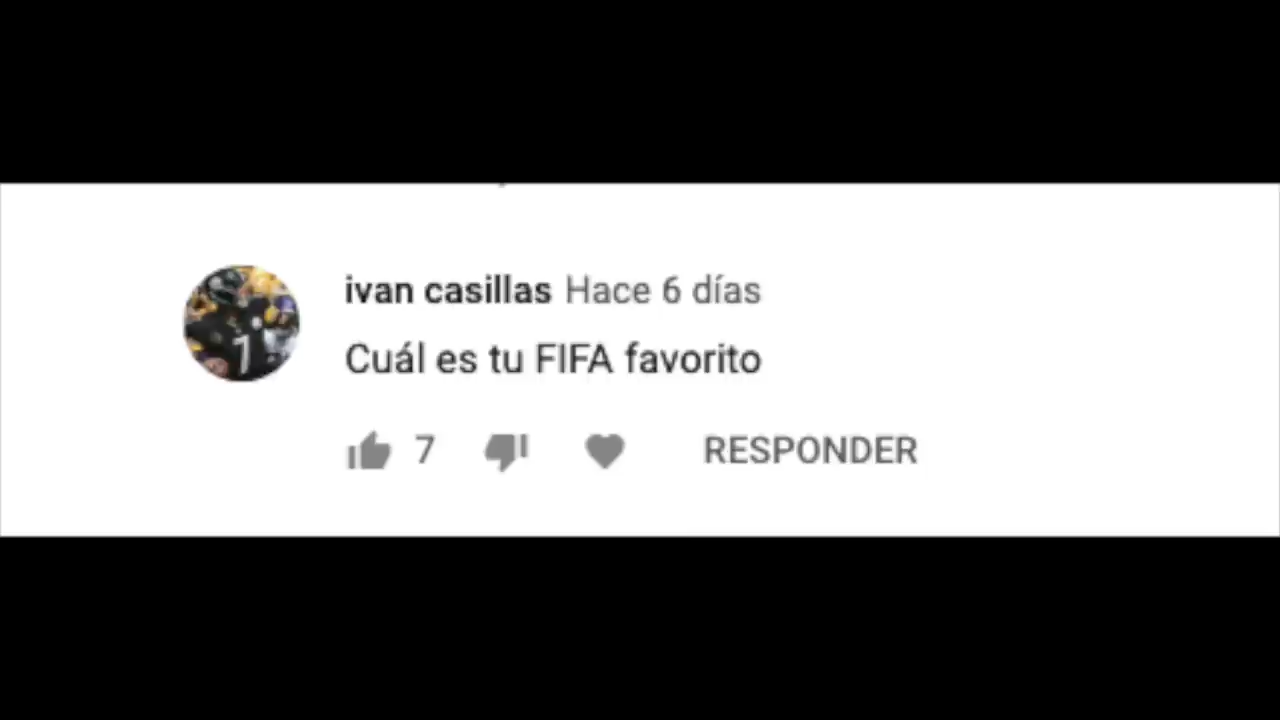 ivan casillas Hace 6 días
Cuál es tu FIFA favorito
7 RESPONDER